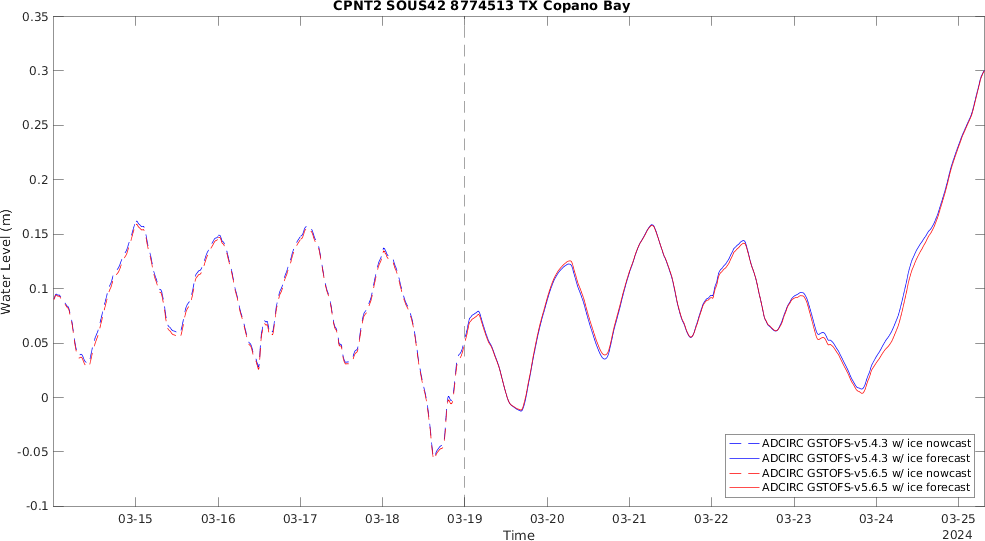 CPNT2 SOUS42 8774513 TX Copano Bay
0.35
0.3
0.25
0.2
0.15
0.1
0.05
0
-0.05
-0.1
Water Level (m)
03-15 03-16 03-17 03-18 03-19 03-20 03-21 03-22 03-23 03-24 03-25
2024
Time
ADCIRC GSTOFS-v5.4.3 w/ ice nowcast
ADCIRC GSTOFS-v5.4.3 w/ ice forecast
ADCIRC GSTOFS-v5.6.5 w/ ice nowcast
ADCIRC GSTOFS-v5.6.5 w/ ice forecast